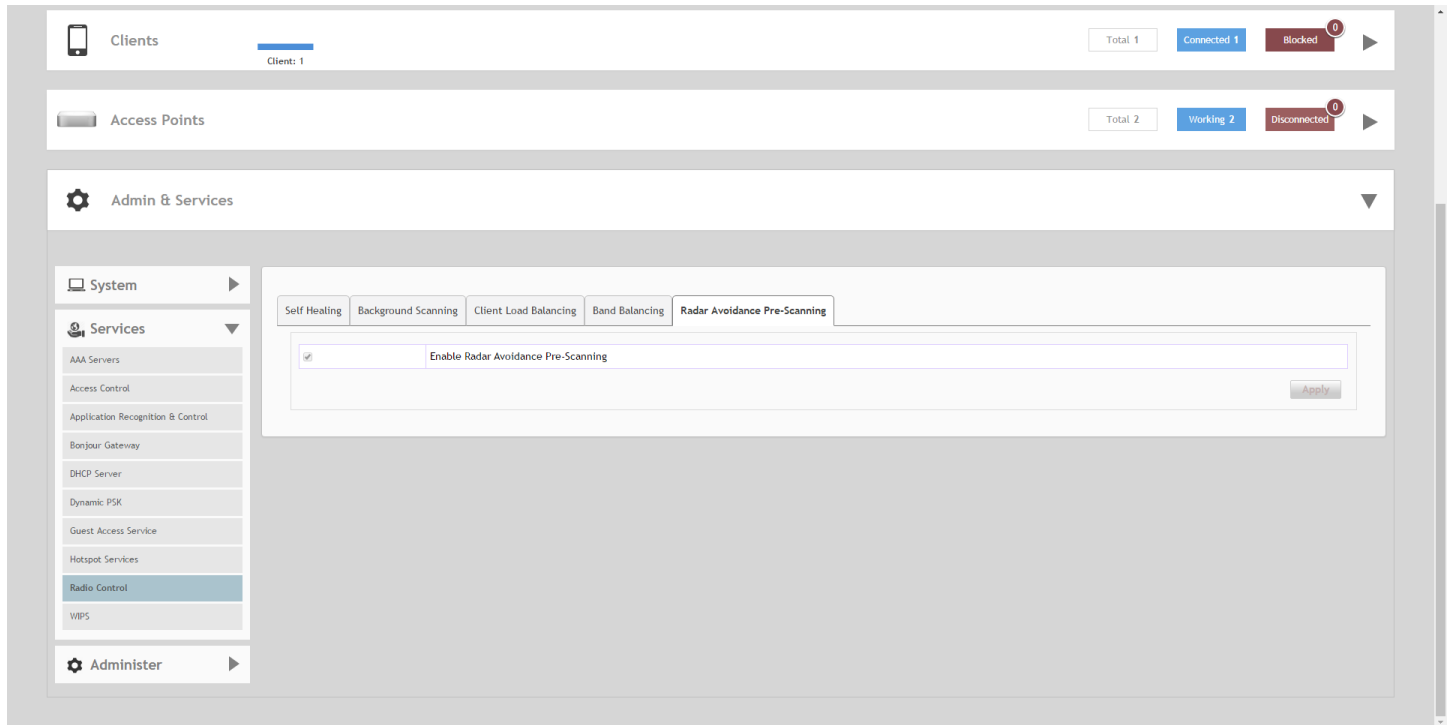 Clients
Client: 1
Total 1
Connected 1
Blocked
0
Access Points
Total 2
Working 2
Disconnected
0
Admin & Services
System
Services
AAA Servers
Access Control
Application Recognition & Control
Bonjour Gateway
DHCP Server
Dynamic PSK
Guest Access Service
Hotspot Services
Radio Control
WIPS
Administer
Self Healing
Background Scanning
Client Load Balancing
Band Balancing
Radar Avoidance Pre-Scanning
Enable Radar Avoidance Pre-Scanning
Apply